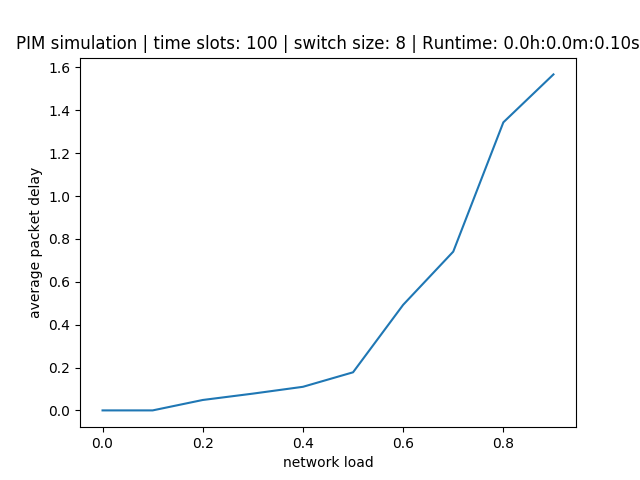 PIM simulation | time slots: 100 | switch size: 8 | Runtime: 0.0h:0.0m:0.10s
1.6
1.4
1.2
1.0
0.8
0.6
0.4
0.2
0.0
average packet delay
0.0 0.2 0.4 0.6 0.8
network load